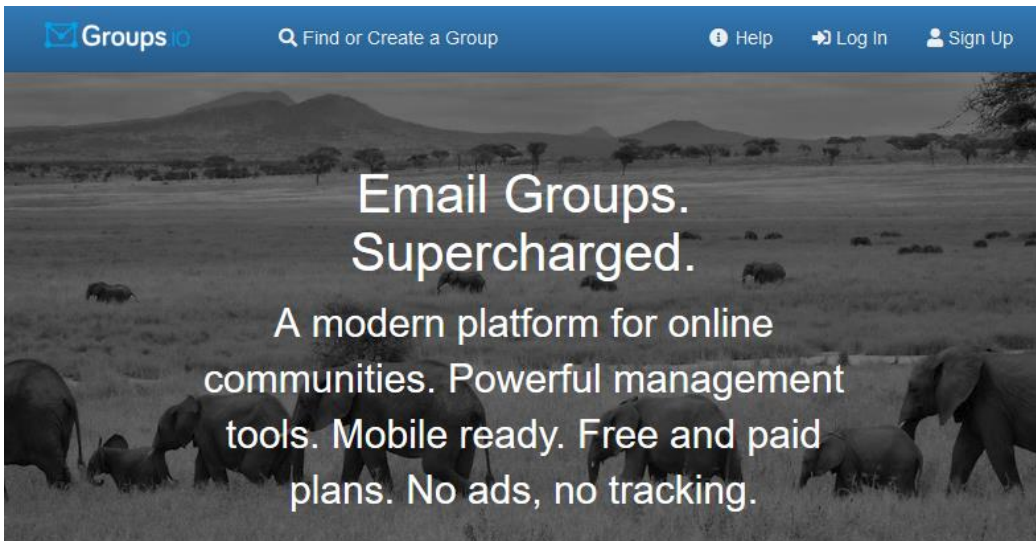 Groups.io
Find or Create a Group
Help
Log In
Sign Up
Email Groups.
Supercharged.
A modern platform for online
communities. Powerful management
tools. Mobile ready. Free and paid
plans. No ads, no tracking.